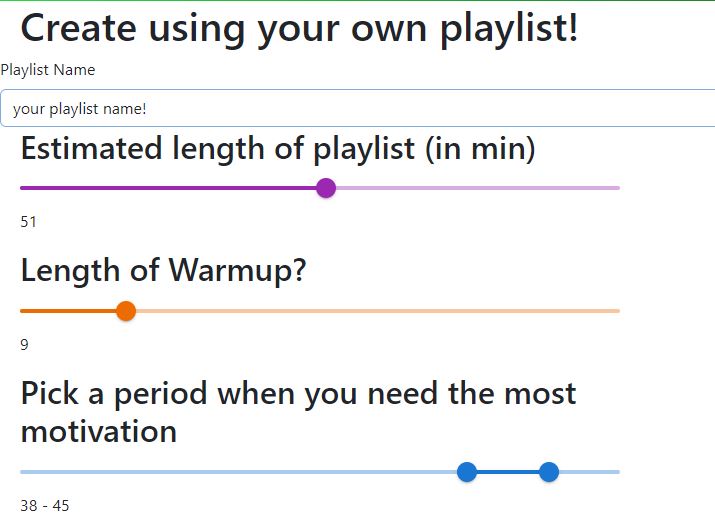 Create using your own playlist!
Playlist Name
your playlist name!
Estimated length of playlist (in min)
51
Length of Warmup?
9
Pick a period when you need the most
motivation
38 - 45